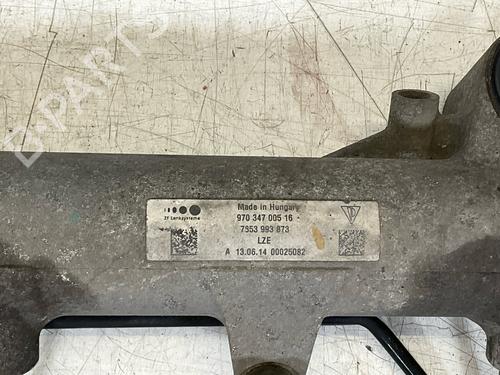 B-PARTS
ZF Lenksysteme
Made in Hungary
970 347 005 16
7553 993 873
LZE
A 13.06.14 00025082